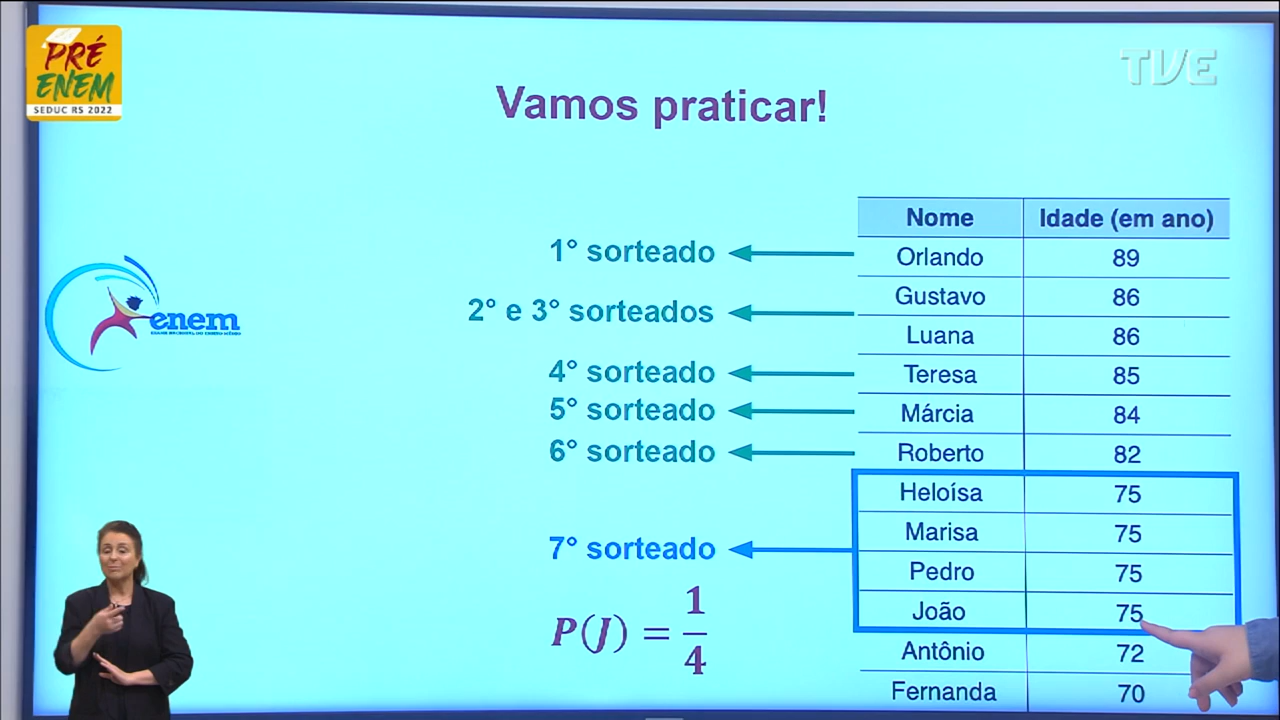 PRÉ
ENEM
SEDUC RS 2022
TVE
Vamos praticar!
Nome Idade (em ano)
1° sorteado Orlando 89
Gustavo 86
2° e 3° sorteados
Luana 86
4° sorteado Teresa 85
5° sorteado Márcia 84
6° sorteado Roberto 82
Heloísa 75
Marisa 75
7° sorteado
Pedro 75
João 75
P(J) = 1/4
Antônio 72
Fernanda 70
enem